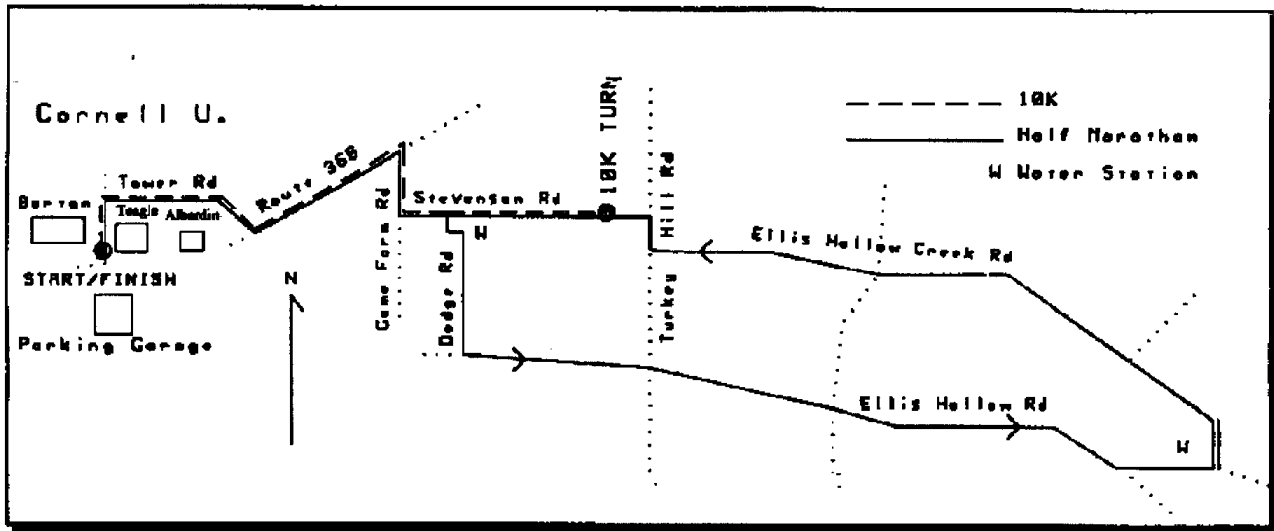 Cornell U.
10K
Half Marathon
W Water Station
10K TURN
Route 366
Tower Rd
Barton
Teagle
Alberding
START/FINISH
Parking Garage
N
Game Farm Rd
Stevenson Rd
W
Dodge Rd
Hill Rd
Turkey
Ellis Hollow Creek Rd
Ellis Hollow Rd
W